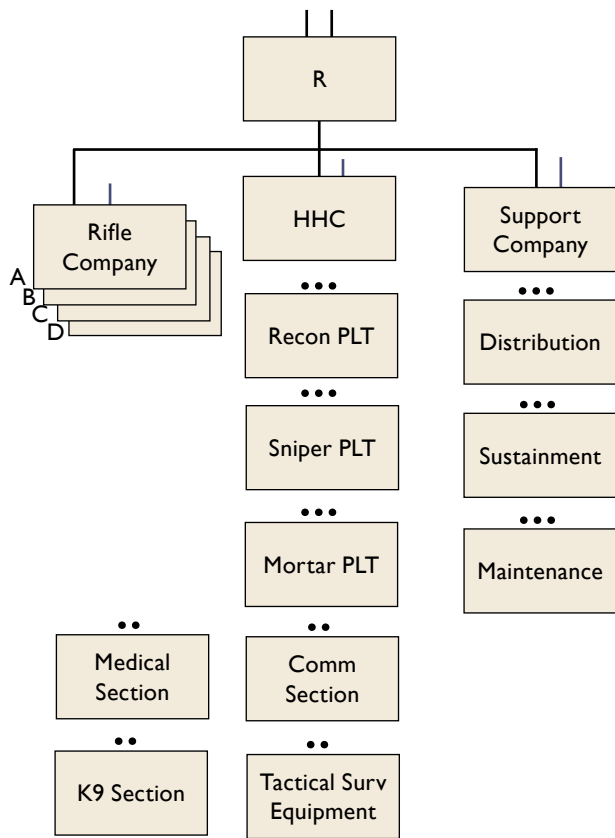 R
Rifle
Company
A
B
C
D
HHC
Support
Company
Recon PLT
Distribution
Sniper PLT
Sustainment
Mortar PLT
Maintenance
Medical
Section
Comm
Section
K9 Section
Tactical Surv
Equipment